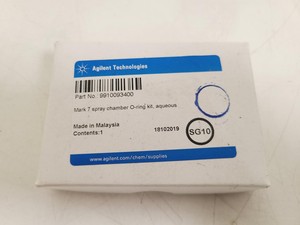 Agilent Technologies
Part No.:9910093400
Mark 7 spray chamber O-ring kit, aqueous
Made in Malaysia
Contents:1
18102019
SG10
www.agilent.com/chem/supplies